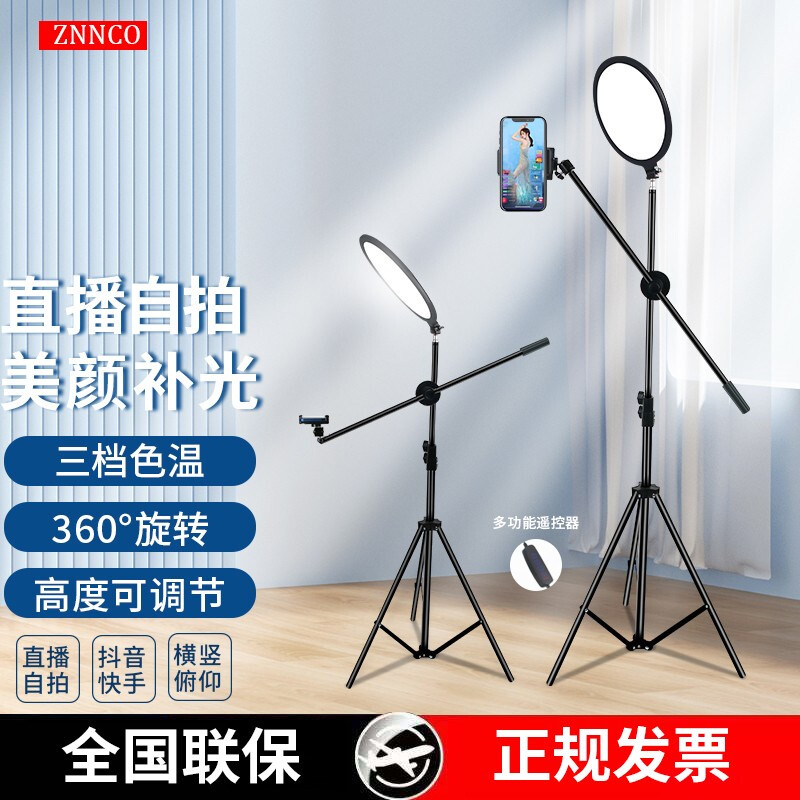 ZNNCO
直播自拍
美颜补光
三档色温
360°旋转
高度可调节
直播
自拍
抖音
快手
横竖
俯仰
多功能遥控器
全国联保
正规发票